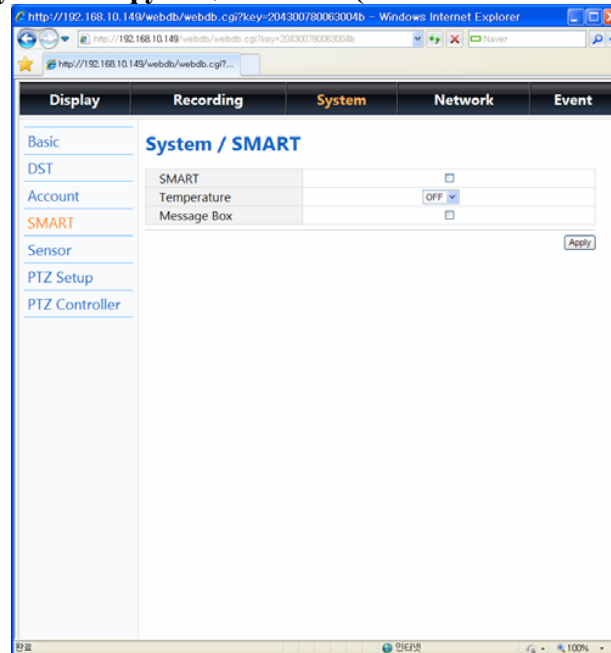 http://192.168.10.149/webdb/webdb.cgi?key=204300780063004b - Windows Internet Explorer
http://192.168.10.149/webdb/webdb.cgi?key=204300780063004b
Naver
http://192.168.10.149/webdb/webdb.cgi?...
Display Recording System Network Event
Basic
DST
Account
SMART
Sensor
PTZ Setup
PTZ Controller
System / SMART
SMART
Temperature OFF
Message Box
Apply
완료 인터넷 100%